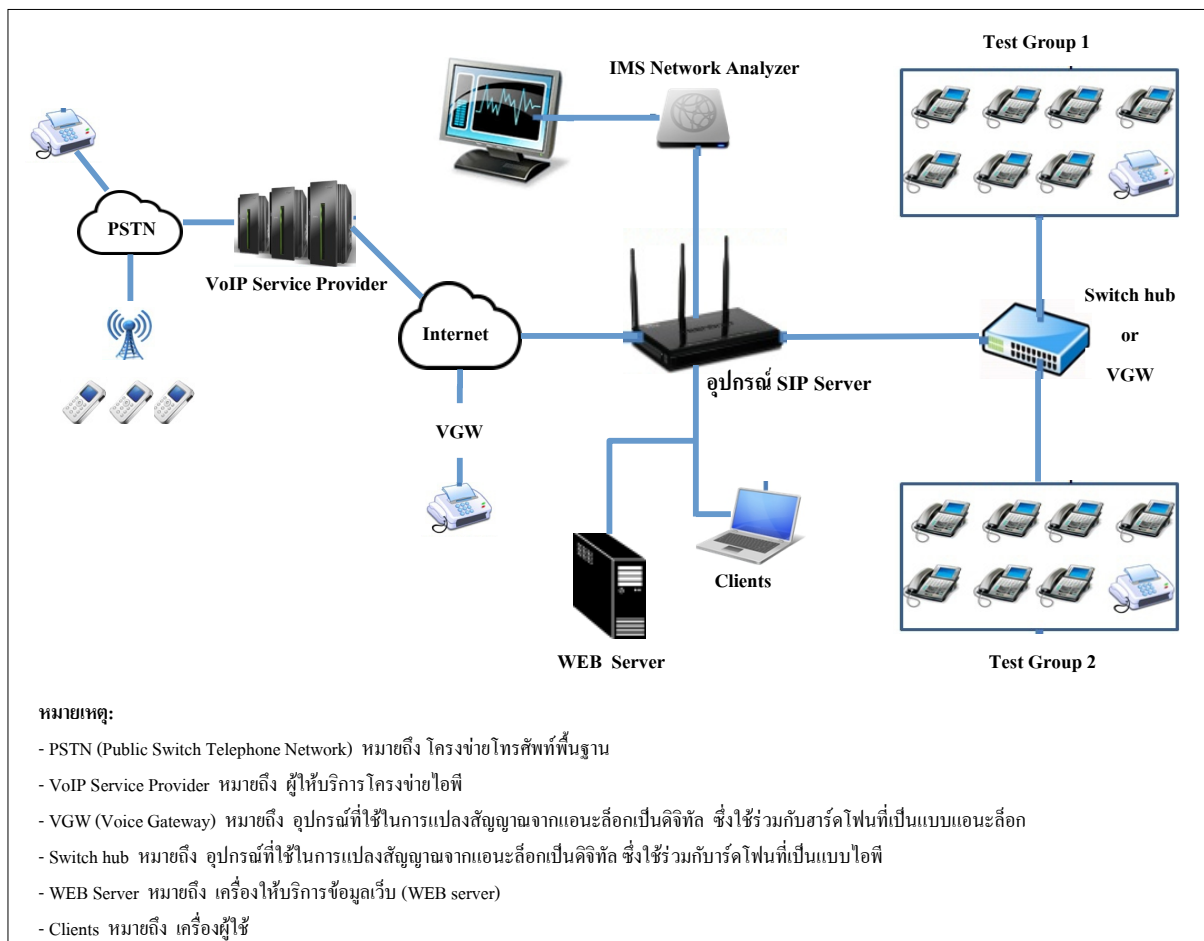 Test Group 1
IMS Network Analyzer
PSTN
VoIP Service Provider
Internet
Switch hub
or
VGW
อุปกรณ์ SIP Server
VGW
Clients
WEB Server
Test Group 2
หมายเหตุ:
- PSTN (Public Switch Telephone Network) หมายถึง โครงข่ายโทรศัพท์พื้นฐาน
- VoIP Service Provider หมายถึง ผู้ให้บริการโครงข่ายไอพี
- VGW (Voice Gateway) หมายถึง อุปกรณ์ที่ใช้ในการแปลงสัญญาณจากแอนะล็อกเป็นดิจิทัล ซึ่งใช้ร่วมกับฮาร์ดโฟนที่เป็นแบบแอนะล็อก
- Switch hub หมายถึง อุปกรณ์ที่ใช้ในการแปลงสัญญาณจากแอนะล็อกเป็นดิจิทัล ซึ่งใช้ร่วมกับาร์ดโฟนที่เป็นแบบไอพี
- WEB Server หมายถึง เครื่องให้บริการข้อมูลเว็บ (WEB server)
- Clients หมายถึง เครื่องผู้ใช้